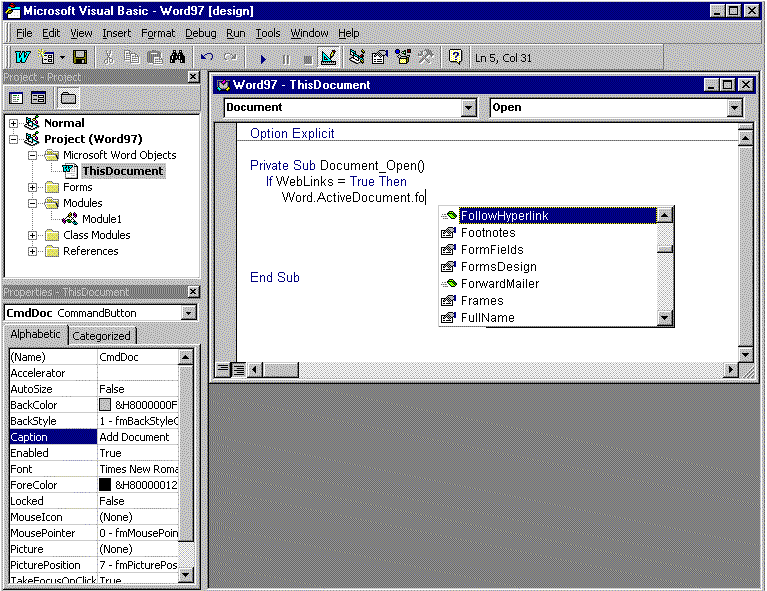 Microsoft Visual Basic - Word97 [design]
File Edit View Insert Format Debug Run Tools Window Help
Ln 5, Col 31
Project - Project
Normal
Project (Word97)
Microsoft Word Objects
ThisDocument
Forms
Modules
Module1
Class Modules
References
Properties - ThisDocument
CmdDoc CommandButton
Alphabetic Categorized
(Name) CmdDoc
Accelerator
AutoSize False
BackColor &H8000000F
BackStyle 1 - fmBackStyleO
Caption Add Document
Enabled True
Font Times New Roma
ForeColor &H80000012
Locked False
MouseIcon (None)
MousePointer 0 - fmMousePoin
Picture (None)
PicturePosition 7 - fmPicturePos
TakeFocusOnClick True
Word97 - ThisDocument
Document Open
Option Explicit
Private Sub Document_Open()
If WebLinks = True Then
Word.ActiveDocument.fo
FollowHyperlink
Footnotes
FormFields
FormsDesign
ForwardMailer
Frames
FullName
End Sub